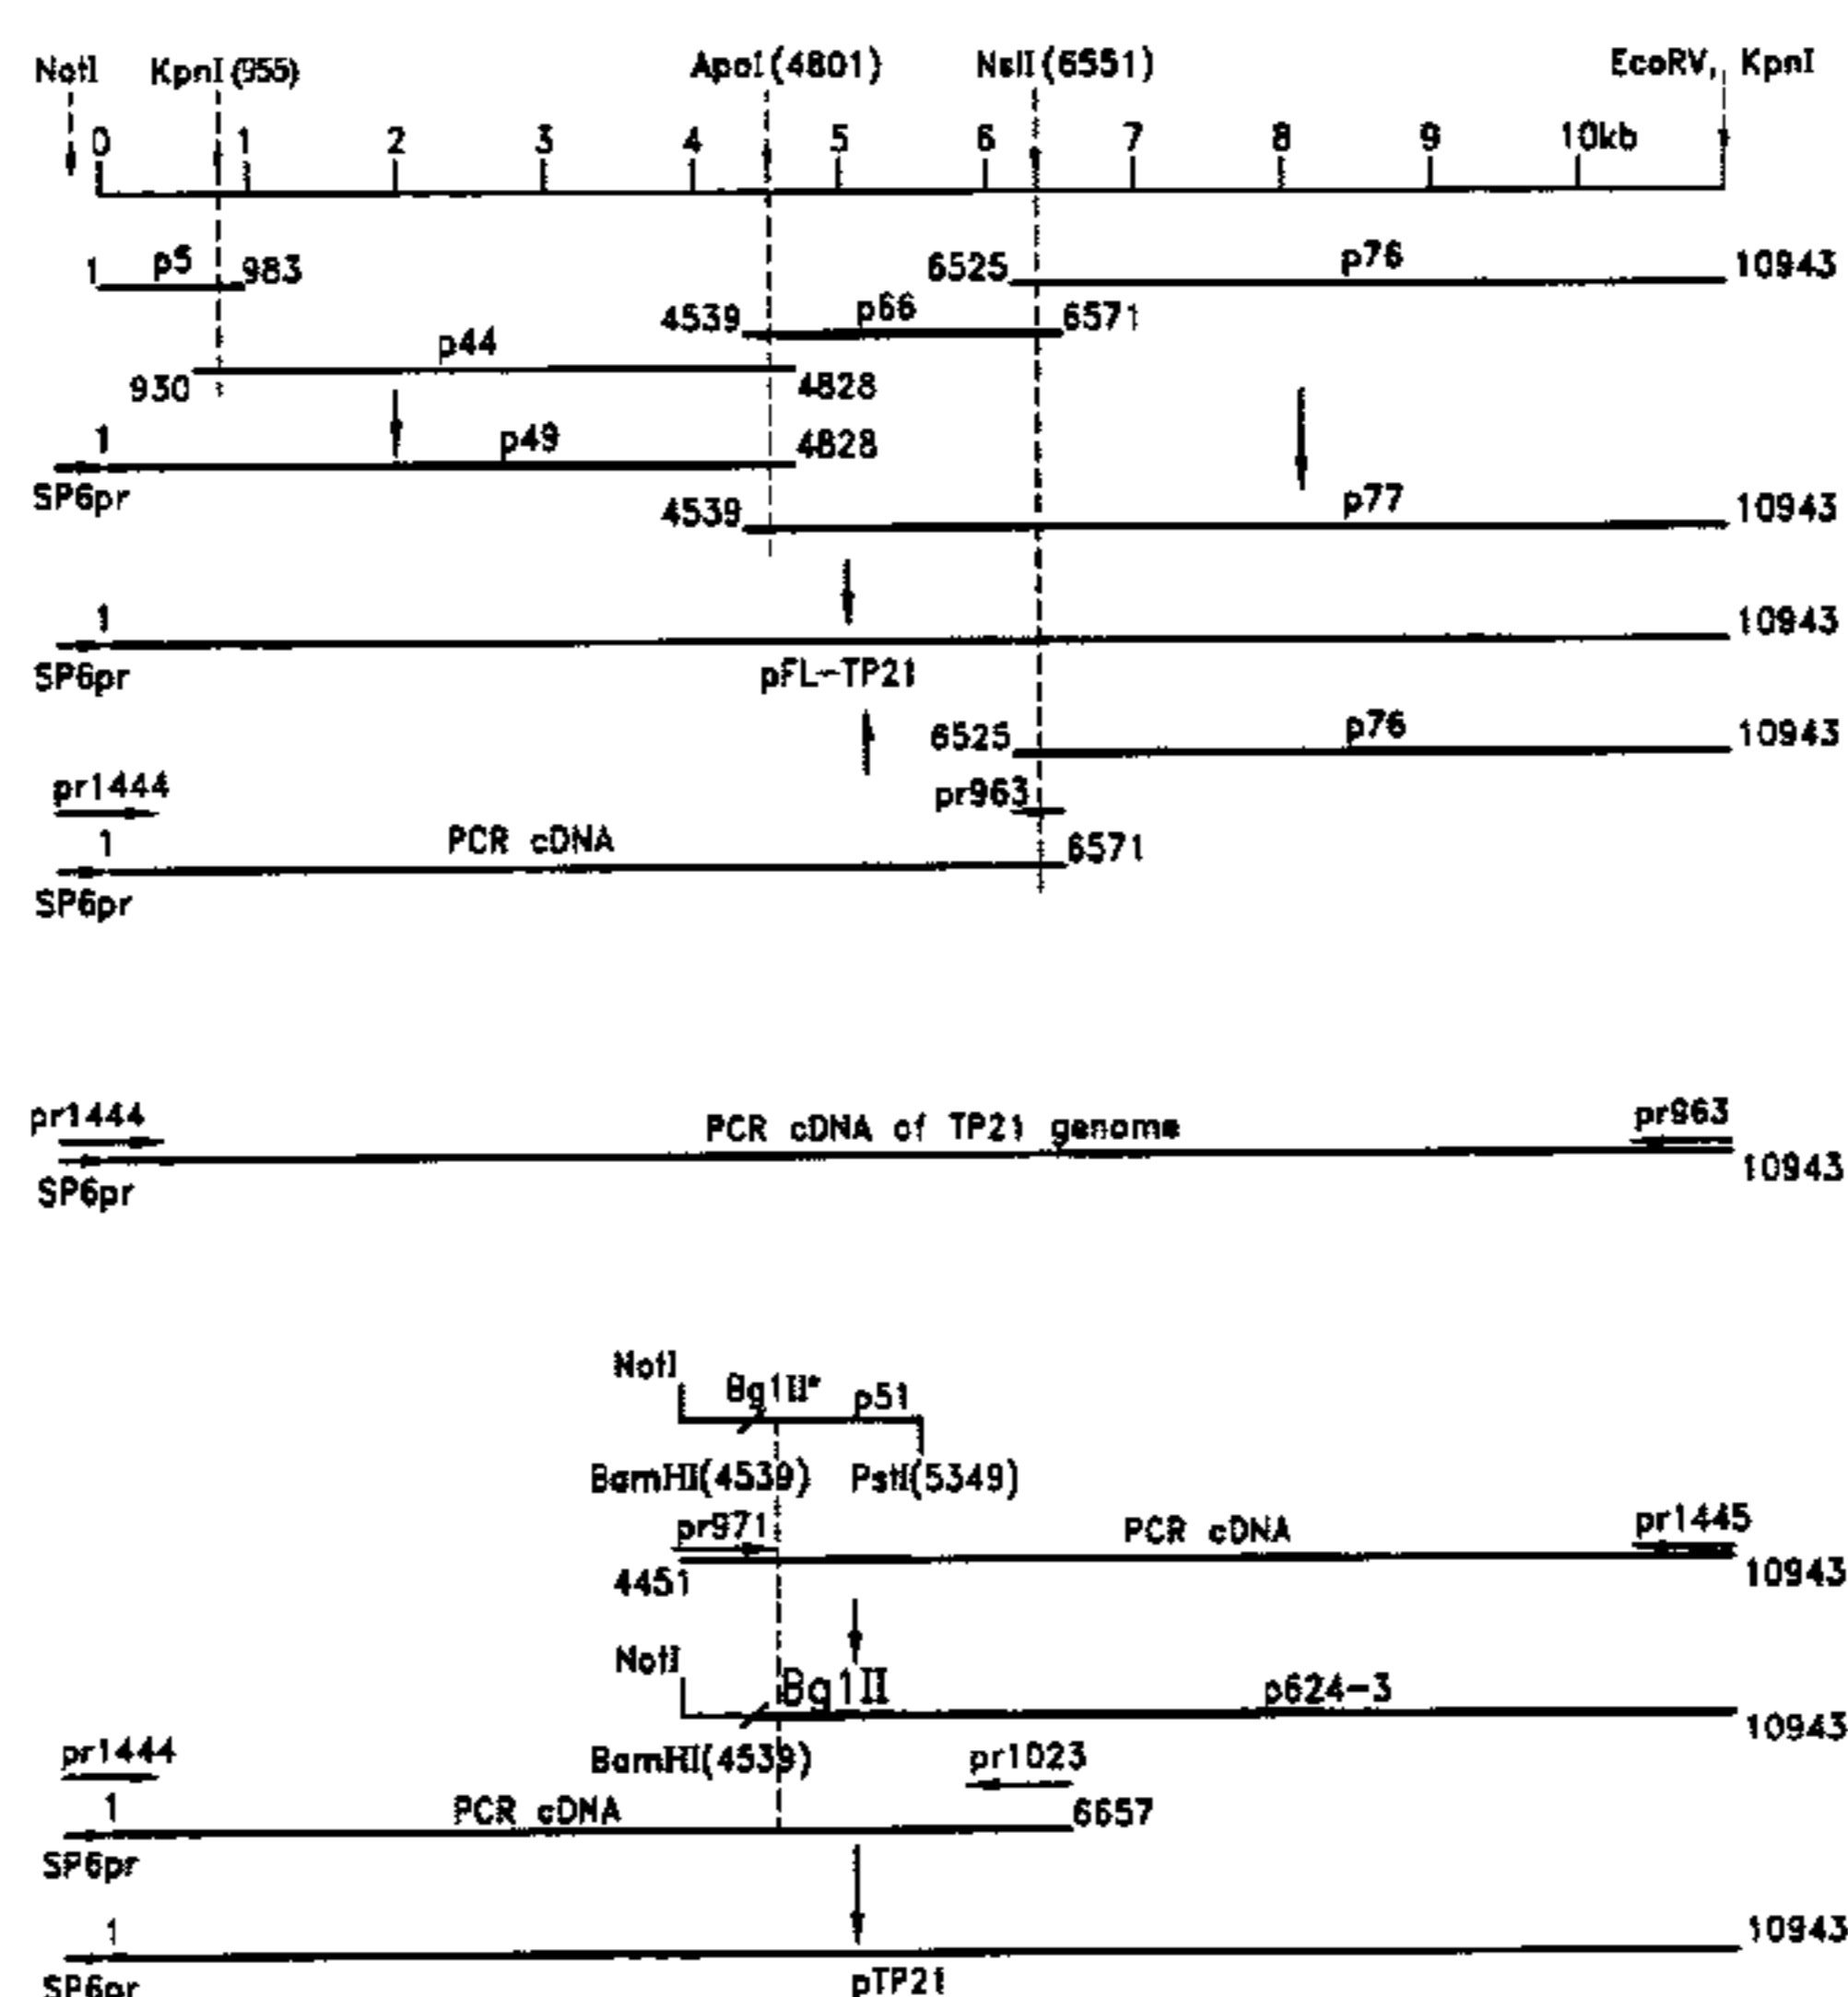 NotI KpnI (955) ApoI (4801) NsiI (6551) EcoRV, KpnI
0 1 2 3 4 5 6 7 8 9 10kb
1 p5 983 6525 p76 10943
4539 p66 6571
930 p44 4828
1 p49 4828
SP6pr
4539 p77 10943
1 10943
SP6pr pFL-TP21
6525 p76 10943
pr1444 pr963
1 PCR cDNA 6571
SP6pr
pr1444 PCR cDNA of TP21 genome pr963
SP6pr 10943
NotI Bg1II* p51
BamHI(4539) PstI(5349)
pr971 PCR cDNA pr1445
4451 10943
NotI Bg1II p624-3
10943
pr1444 BamHI(4539) pr1023
1 PCR cDNA 6657
SP6pr
1 10943
SP6pr pTP21